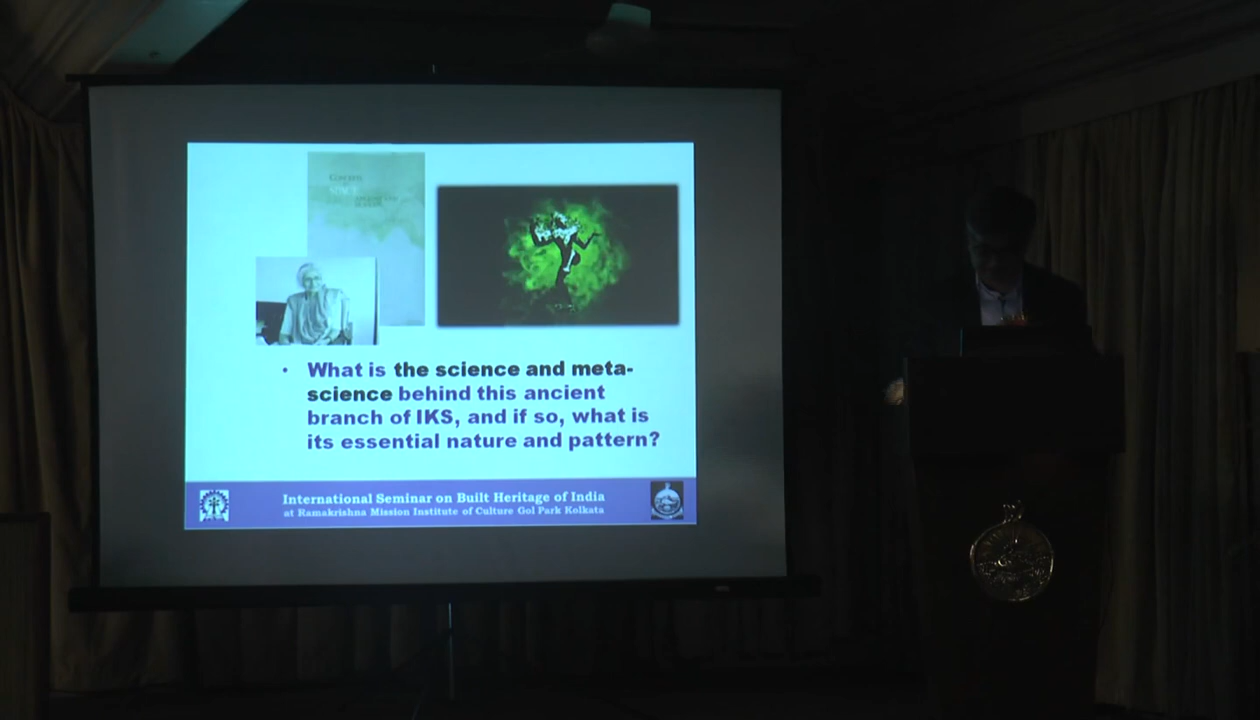 SPACE
• What is the science and meta-
science behind this ancient
branch of IKS, and if so, what is
its essential nature and pattern?
International Seminar on Built Heritage of India
at Ramakrishna Mission Institute of Culture Gol Park Kolkata